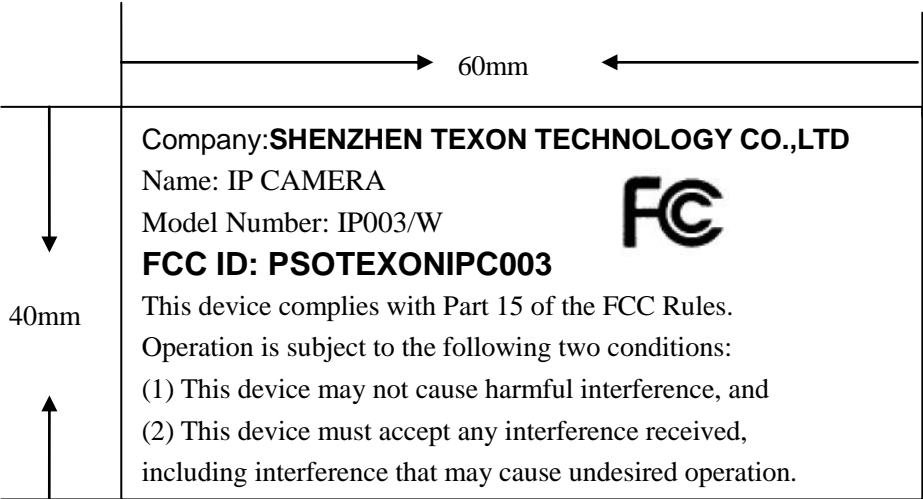 60mm
Company:SHENZHEN TEXON TECHNOLOGY CO.,LTD
Name: IP CAMERA
Model Number: IP003/W
FC
FCC ID: PSOTEXONIPC003
40mm
This device complies with Part 15 of the FCC Rules.
Operation is subject to the following two conditions:
(1) This device may not cause harmful interference, and
(2) This device must accept any interference received,
including interference that may cause undesired operation.